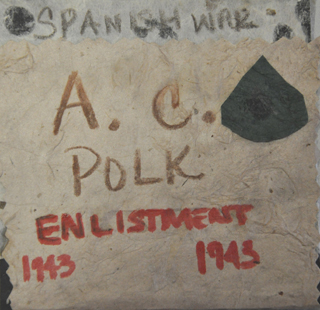 SPANISH WAR
A. C.
POLK
ENLISTMENT
1943 1943